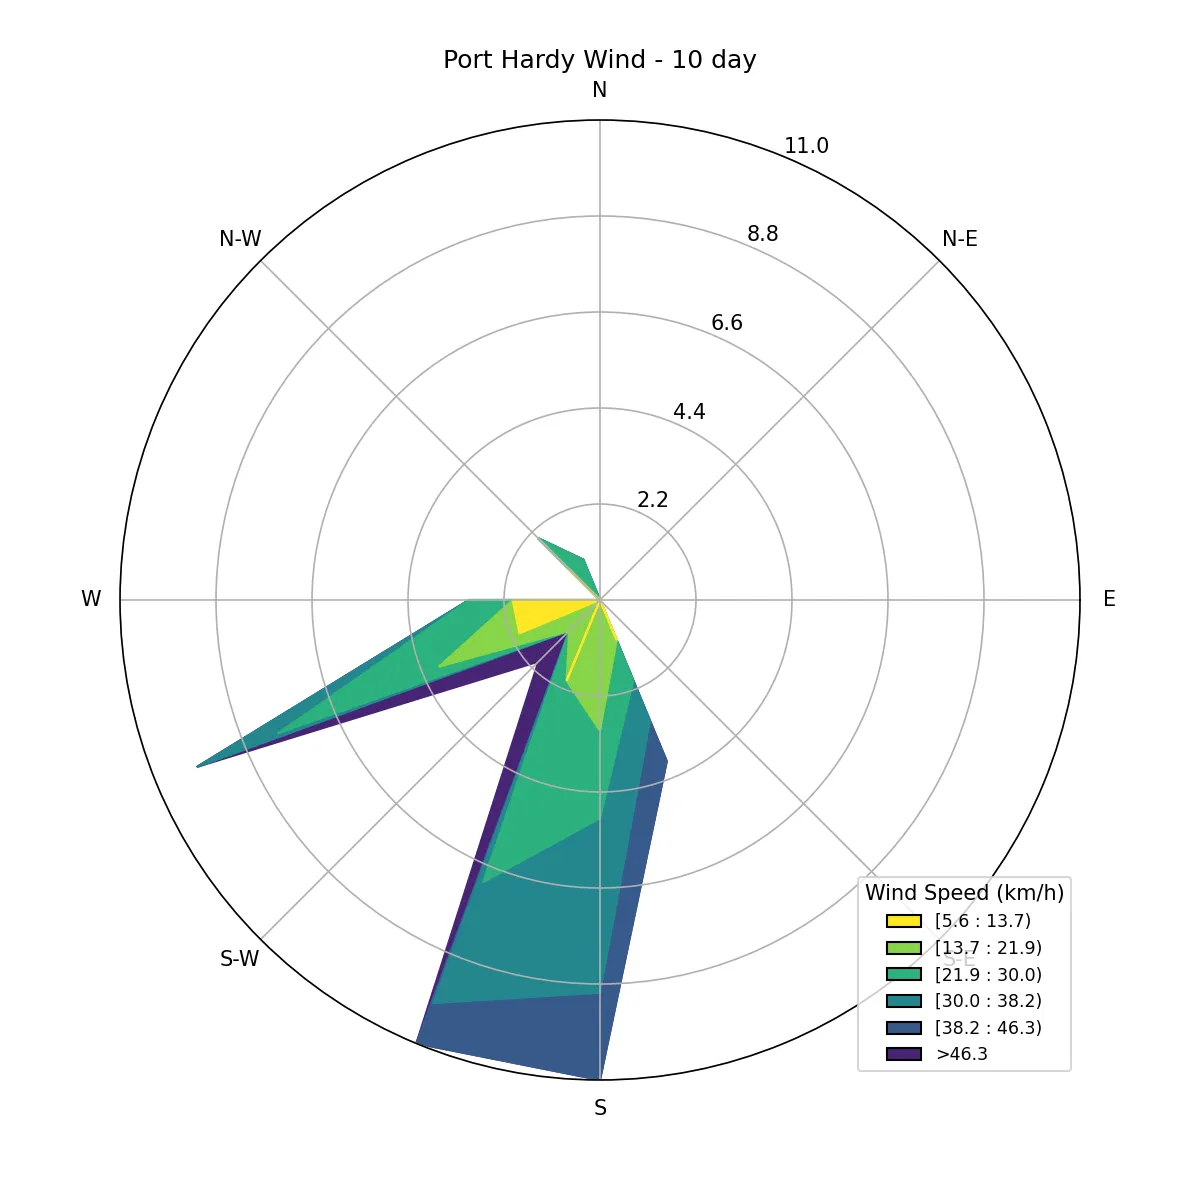 Port Hardy Wind - 10 day
N
11.0
N-W
8.8
N-E
6.6
4.4
2.2
W
E
Wind Speed (km/h)
[5.6 : 13.7)
[13.7 : 21.9)
S-W
S-E
[21.9 : 30.0)
[30.0 : 38.2)
[38.2 : 46.3)
>46.3
S